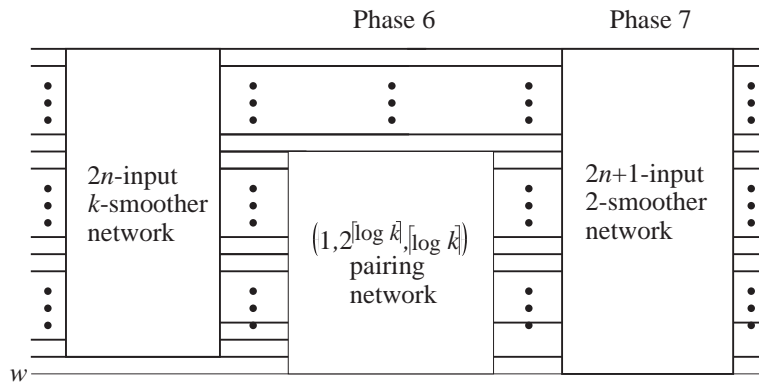 Phase 6
Phase 7
2n-input
k-smoother
network
(1,2⌈log k⌉,⌈log k⌉)
pairing
network
2n+1-input
2-smoother
network
w